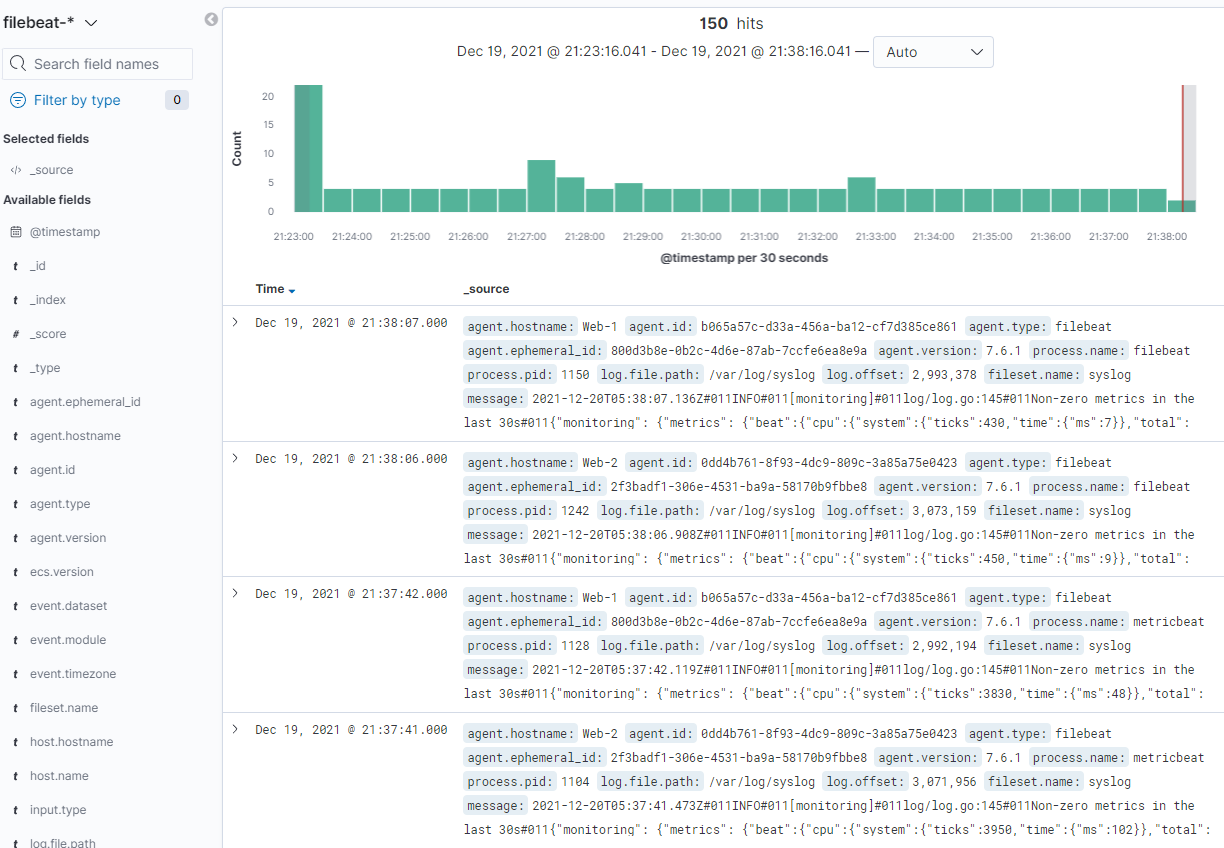 filebeat-*
Search field names
Filter by type 0
Selected fields
_source
Available fields
@timestamp
t _id
t _index
# _score
t _type
t agent.ephemeral_id
t agent.hostname
t agent.id
t agent.type
t agent.version
t ecs.version
t event.dataset
t event.module
t event.timezone
t fileset.name
t host.hostname
t host.name
t input.type
t log.file.path
150 hits
Dec 19, 2021 @ 21:23:16.041 - Dec 19, 2021 @ 21:38:16.041 — Auto
Count
20
15
10
5
0
21:23:00 21:24:00 21:25:00 21:26:00 21:27:00 21:28:00 21:29:00 21:30:00 21:31:00 21:32:00 21:33:00 21:34:00 21:35:00 21:36:00 21:37:00 21:38:00
@timestamp per 30 seconds
Time _source
Dec 19, 2021 @ 21:38:07.000 agent.hostname: Web-1 agent.id: b065a57c-d33a-456a-ba12-cf7d385ce861 agent.type: filebeat
agent.ephemeral_id: 800d3b8e-0b2c-4d6e-87ab-7ccfe6ea8e9a agent.version: 7.6.1 process.name: filebeat
process.pid: 1150 log.file.path: /var/log/syslog log.offset: 2,993,378 fileset.name: syslog
message: 2021-12-20T05:38:07.136Z#011INFO#011[monitoring]#011log/log.go:145#011Non-zero metrics in the
last 30s#011{"monitoring": {"metrics": {"beat":{"cpu":{"system":{"ticks":430,"time":{"ms":7}},"total":
Dec 19, 2021 @ 21:38:06.000 agent.hostname: Web-2 agent.id: 0dd4b761-8f93-4dc9-809c-3a85a75e0423 agent.type: filebeat
agent.ephemeral_id: 2f3badf1-306e-4531-ba9a-58170b9fbbe8 agent.version: 7.6.1 process.name: filebeat
process.pid: 1242 log.file.path: /var/log/syslog log.offset: 3,073,159 fileset.name: syslog
message: 2021-12-20T05:38:06.908Z#011INFO#011[monitoring]#011log/log.go:145#011Non-zero metrics in the
last 30s#011{"monitoring": {"metrics": {"beat":{"cpu":{"system":{"ticks":450,"time":{"ms":9}},"total":
Dec 19, 2021 @ 21:37:42.000 agent.hostname: Web-1 agent.id: b065a57c-d33a-456a-ba12-cf7d385ce861 agent.type: filebeat
agent.ephemeral_id: 800d3b8e-0b2c-4d6e-87ab-7ccfe6ea8e9a agent.version: 7.6.1 process.name: metricbeat
process.pid: 1128 log.file.path: /var/log/syslog log.offset: 2,992,194 fileset.name: syslog
message: 2021-12-20T05:37:42.119Z#011INFO#011[monitoring]#011log/log.go:145#011Non-zero metrics in the
last 30s#011{"monitoring": {"metrics": {"beat":{"cpu":{"system":{"ticks":3830,"time":{"ms":48}},"total":
Dec 19, 2021 @ 21:37:41.000 agent.hostname: Web-2 agent.id: 0dd4b761-8f93-4dc9-809c-3a85a75e0423 agent.type: filebeat
agent.ephemeral_id: 2f3badf1-306e-4531-ba9a-58170b9fbbe8 agent.version: 7.6.1 process.name: metricbeat
process.pid: 1104 log.file.path: /var/log/syslog log.offset: 3,071,956 fileset.name: syslog
message: 2021-12-20T05:37:41.473Z#011INFO#011[monitoring]#011log/log.go:145#011Non-zero metrics in the
last 30s#011{"monitoring": {"metrics": {"beat":{"cpu":{"system":{"ticks":3950,"time":{"ms":102}},"total":